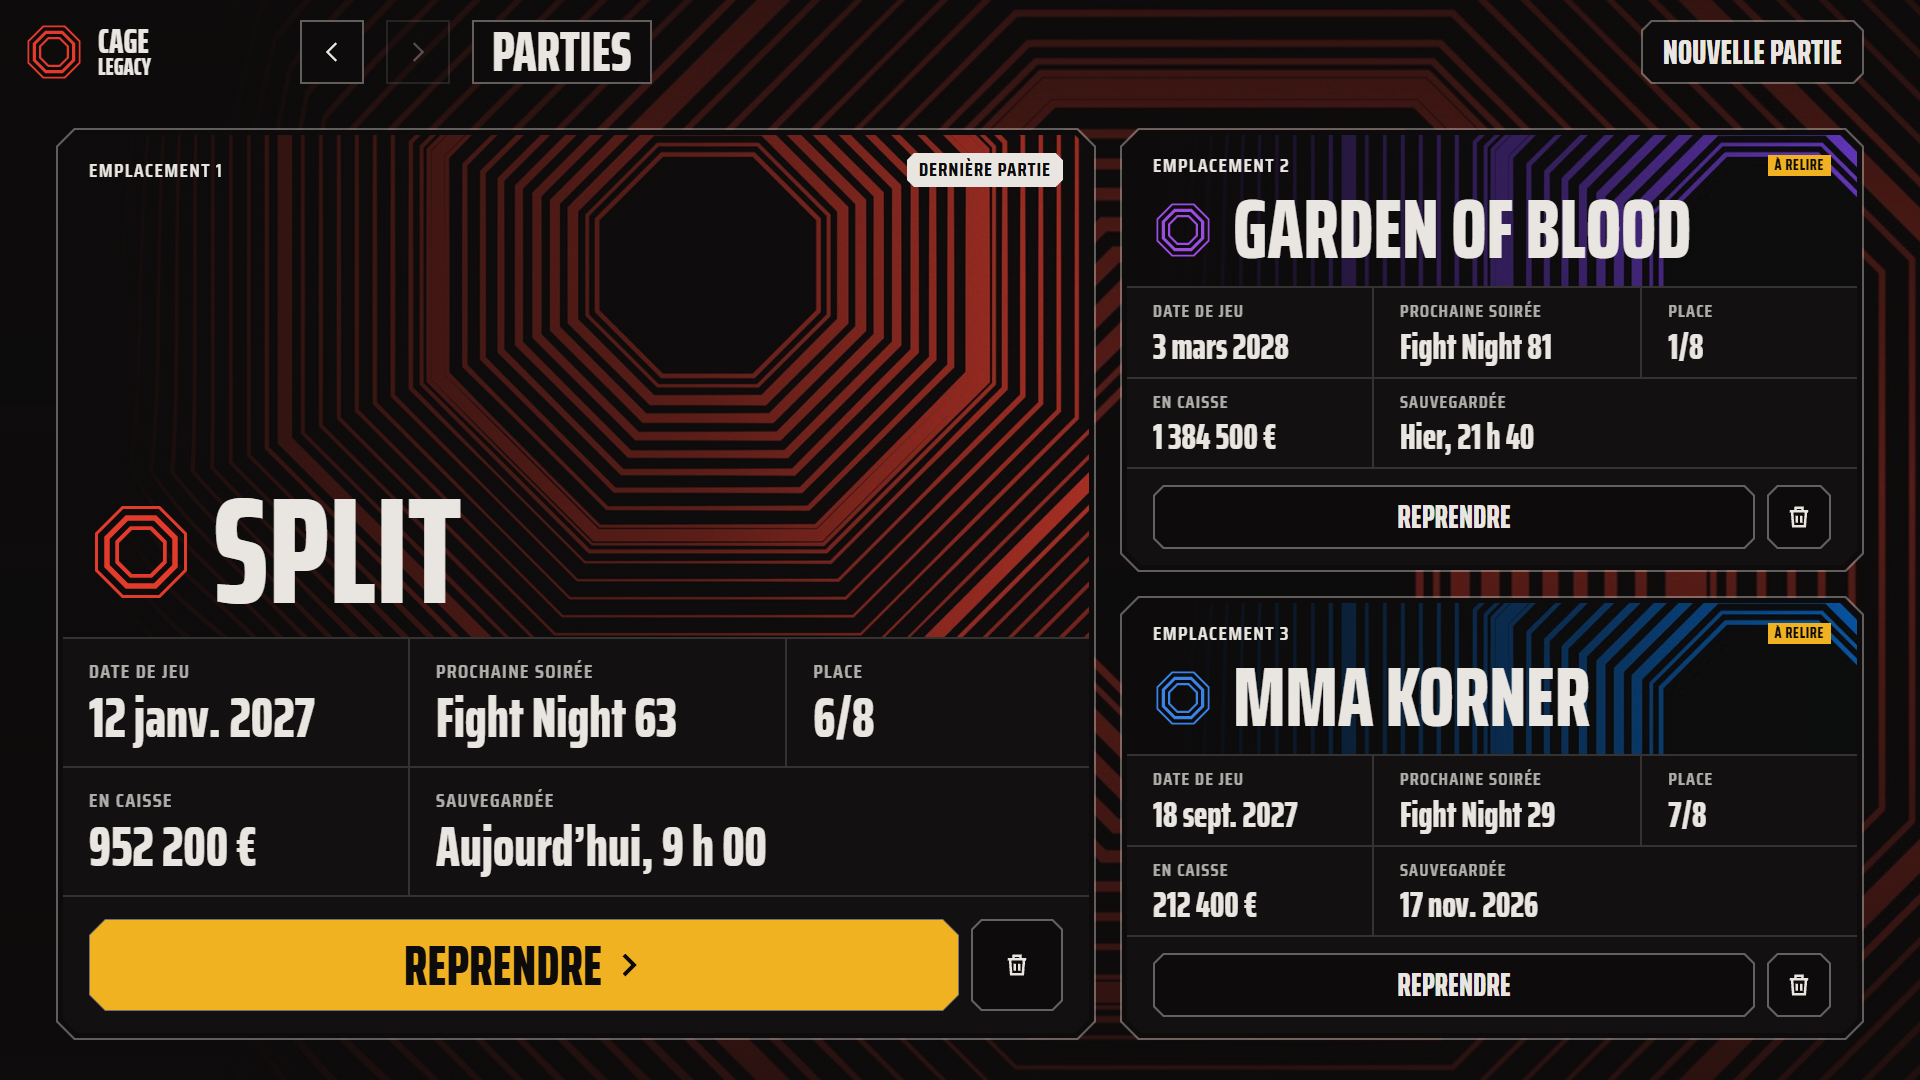 CAGE
LEGACY
PARTIES
NOUVELLE PARTIE
EMPLACEMENT 1
DERNIÈRE PARTIE
SPLIT
DATE DE JEU
12 janv. 2027
PROCHAINE SOIRÉE
Fight Night 63
PLACE
6/8
EN CAISSE
952 200 €
SAUVEGARDÉE
Aujourd’hui, 9 h 00
REPRENDRE
EMPLACEMENT 2
À RELIRE
GARDEN OF BLOOD
DATE DE JEU
3 mars 2028
PROCHAINE SOIRÉE
Fight Night 81
PLACE
1/8
EN CAISSE
1 384 500 €
SAUVEGARDÉE
Hier, 21 h 40
REPRENDRE
EMPLACEMENT 3
À RELIRE
MMA KORNER
DATE DE JEU
18 sept. 2027
PROCHAINE SOIRÉE
Fight Night 29
PLACE
7/8
EN CAISSE
212 400 €
SAUVEGARDÉE
17 nov. 2026
REPRENDRE